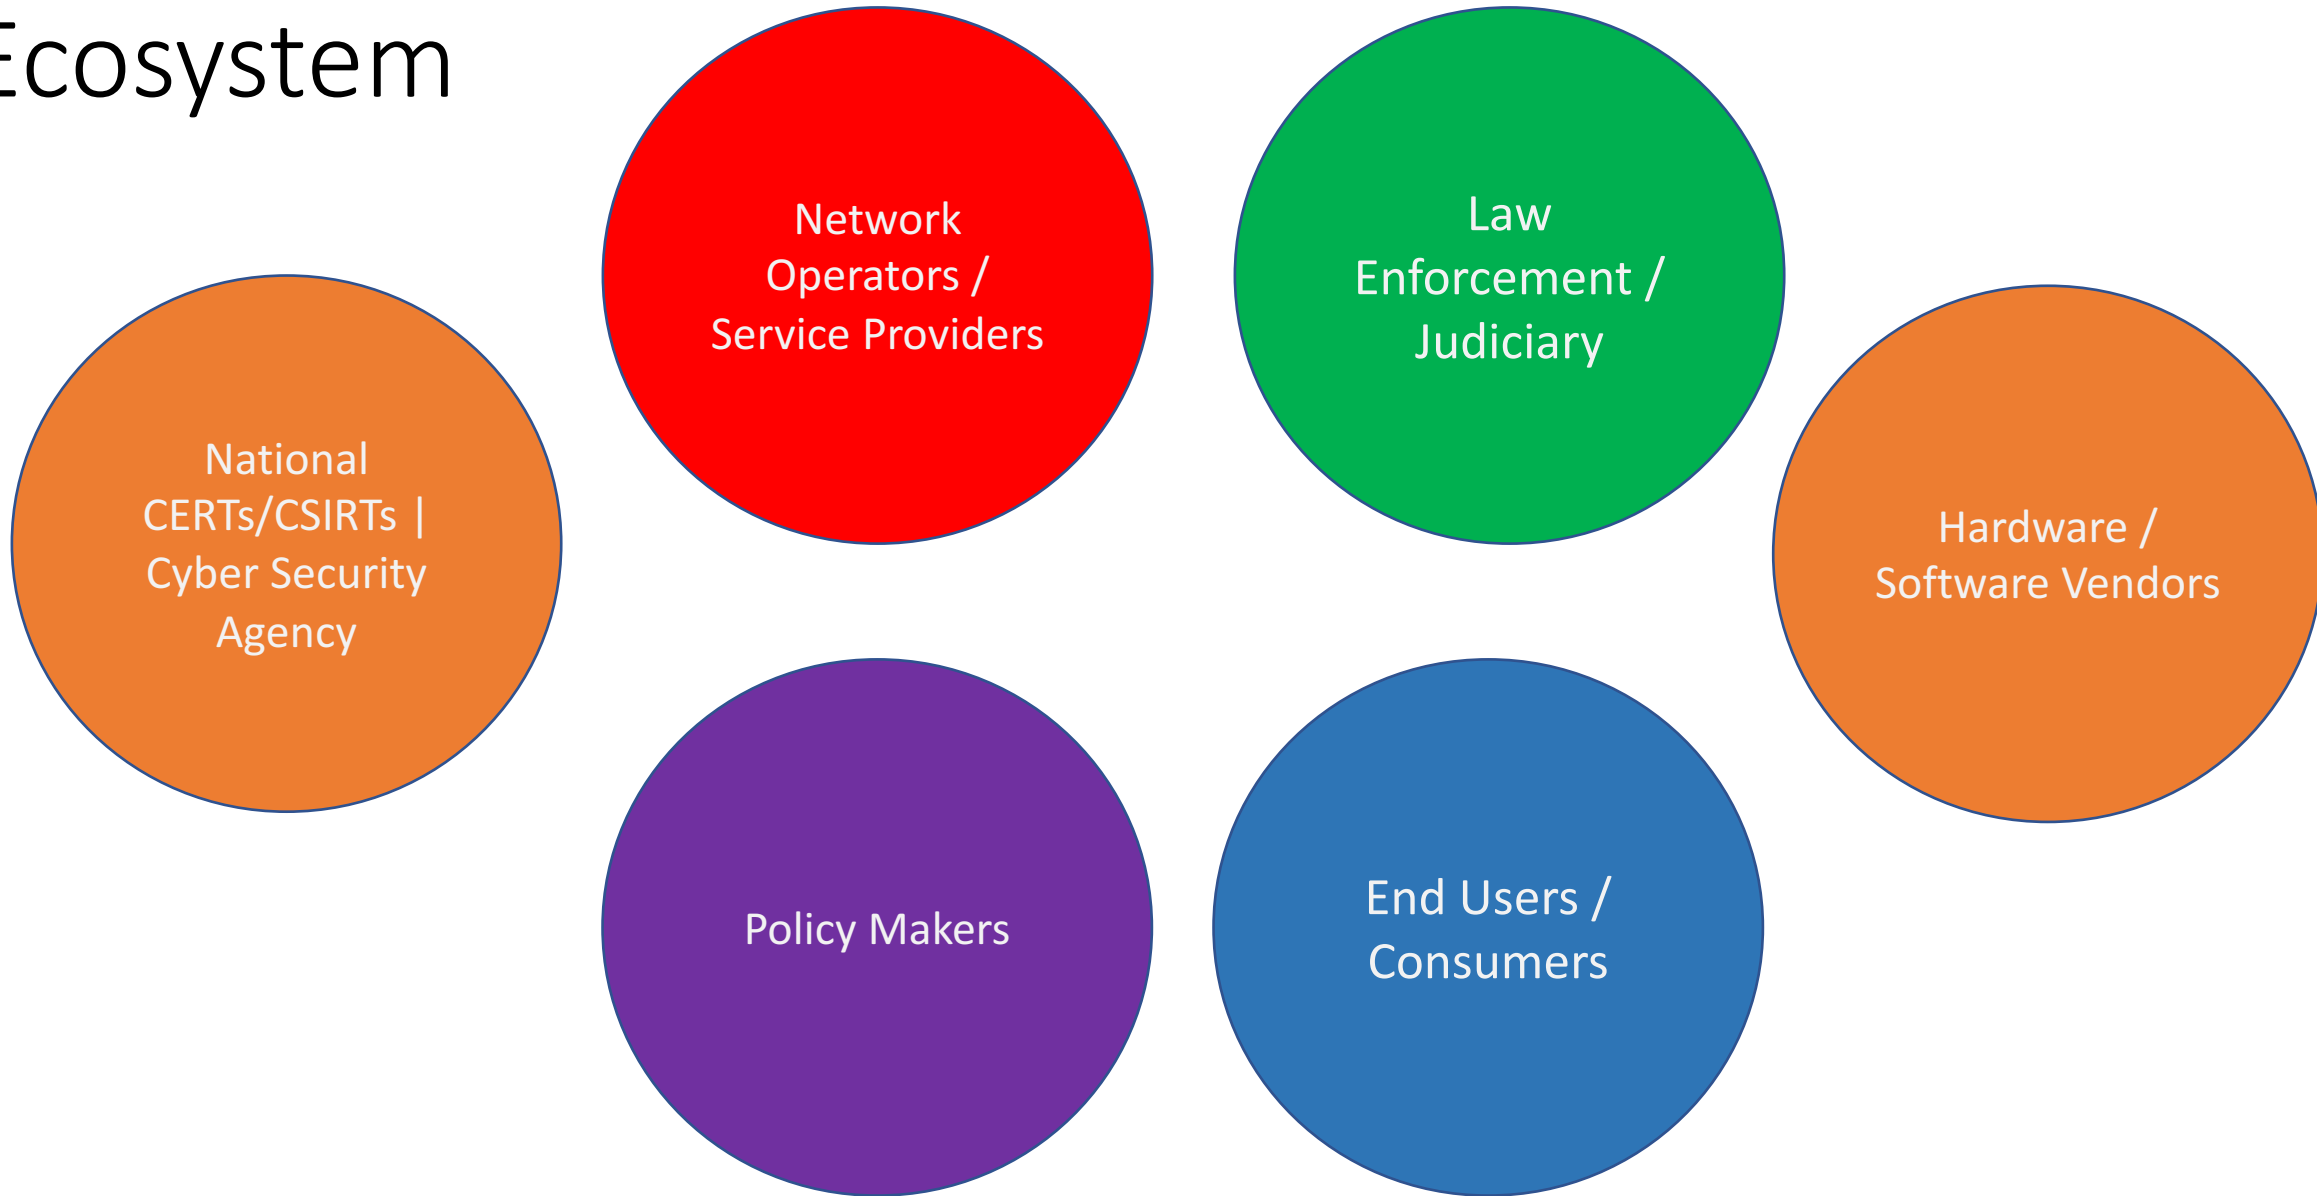 Ecosystem
Network
Operators /
Service Providers
Law
Enforcement /
Judiciary
National
CERTs/CSIRTs |
Cyber Security
Agency
Hardware /
Software Vendors
Policy Makers
End Users /
Consumers